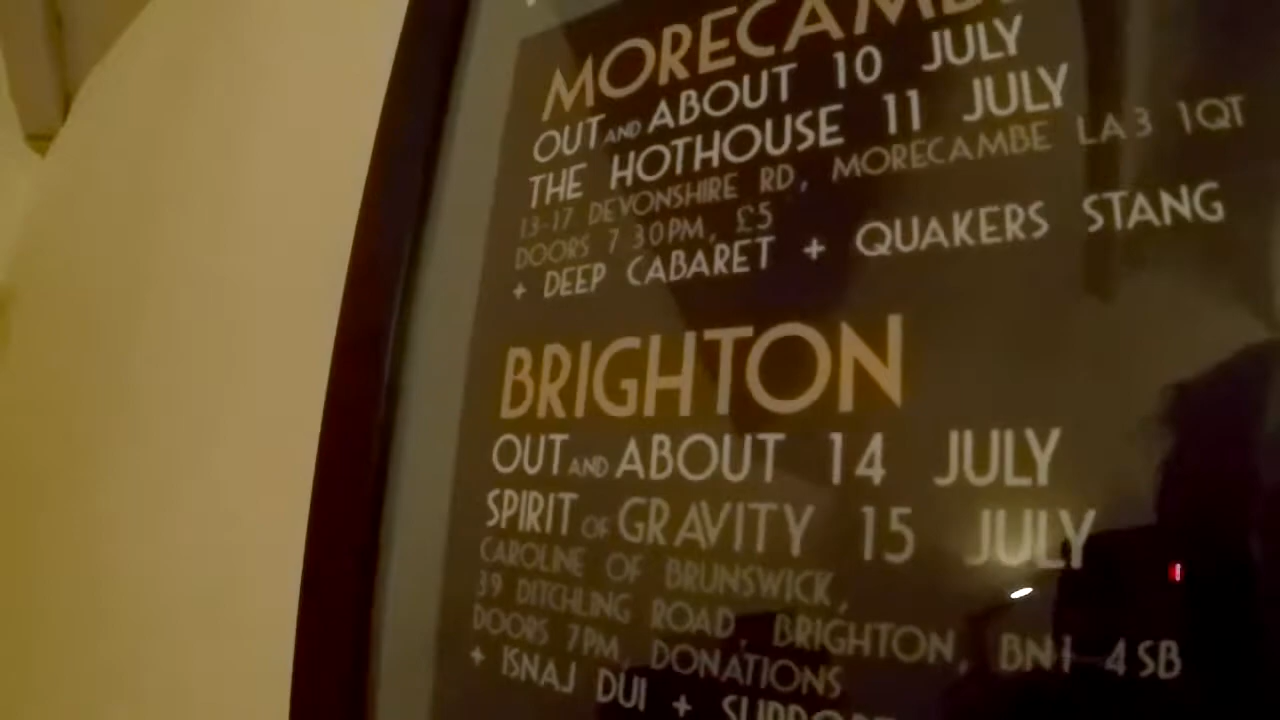 MORECAMBE
OUT AND ABOUT 10 JULY
THE HOTHOUSE 11 JULY
13-17 DEVONSHIRE RD, MORECAMBE LA3 1QT
DOORS 7 30PM, £5
+ DEEP CABARET + QUAKERS STANG
BRIGHTON
OUT AND ABOUT 14 JULY
SPIRIT OF GRAVITY 15 JULY
CAROLINE OF BRUNSWICK,
39 DITCHLING ROAD, BRIGHTON, BN1 4SB
DOORS 7PM, DONATIONS
+ ISNAJ DUI + SUPPORT